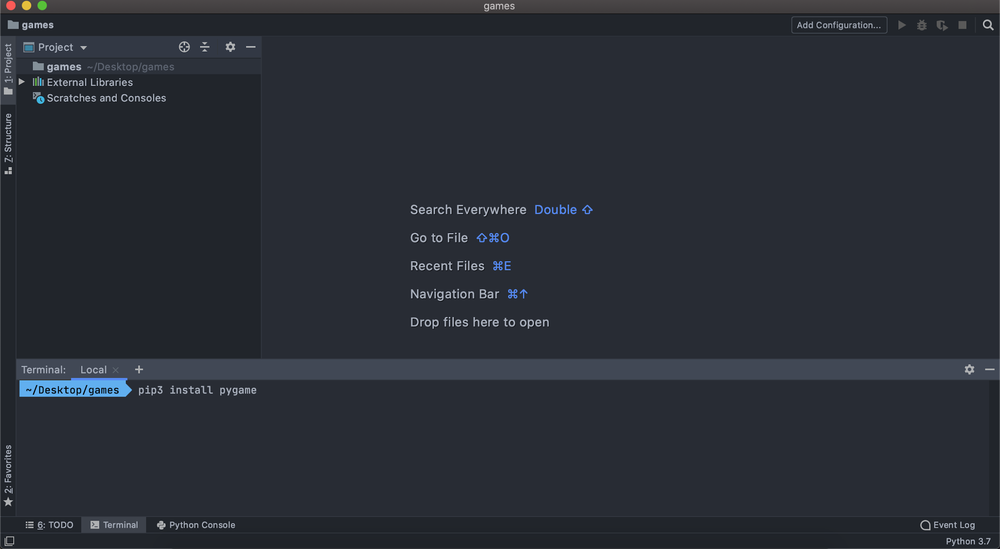 games
games
Add Configuration...
1: Project
Project
games ~/Desktop/games
External Libraries
Scratches and Consoles
7: Structure
Search Everywhere Double ⇧
Go to File ⇧⌘O
Recent Files ⌘E
Navigation Bar ⌘↑
Drop files here to open
Terminal: Local × +
~/Desktop/games pip3 install pygame
2: Favorites
6: TODO Terminal Python Console Event Log
Python 3.7